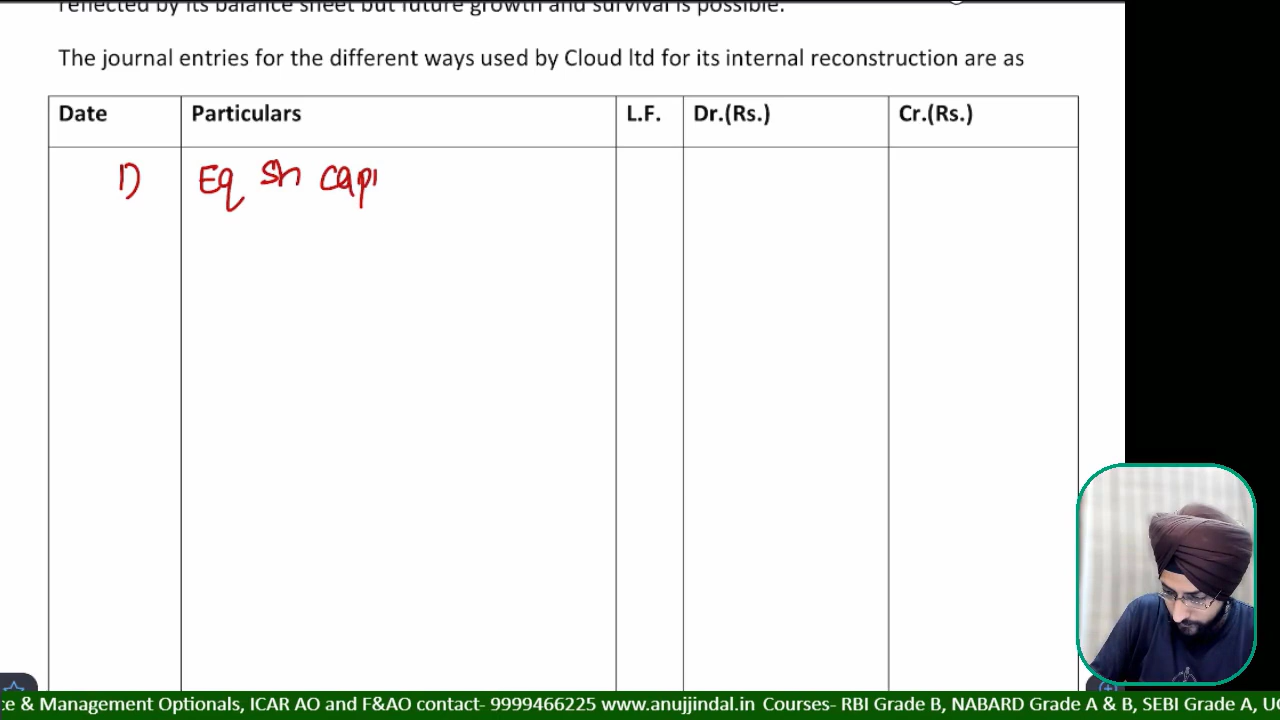 reflected by its balance sheet but future growth and survival is possible.
The journal entries for the different ways used by Cloud ltd for its internal reconstruction are as
Date Particulars L.F. Dr.(Rs.) Cr.(Rs.)
1) Eq Sh Capi
ce & Management Optionals, ICAR AO and F&AO contact- 9999466225 www.anujjindal.in Courses- RBI Grade B, NABARD Grade A & B, SEBI Grade A, U